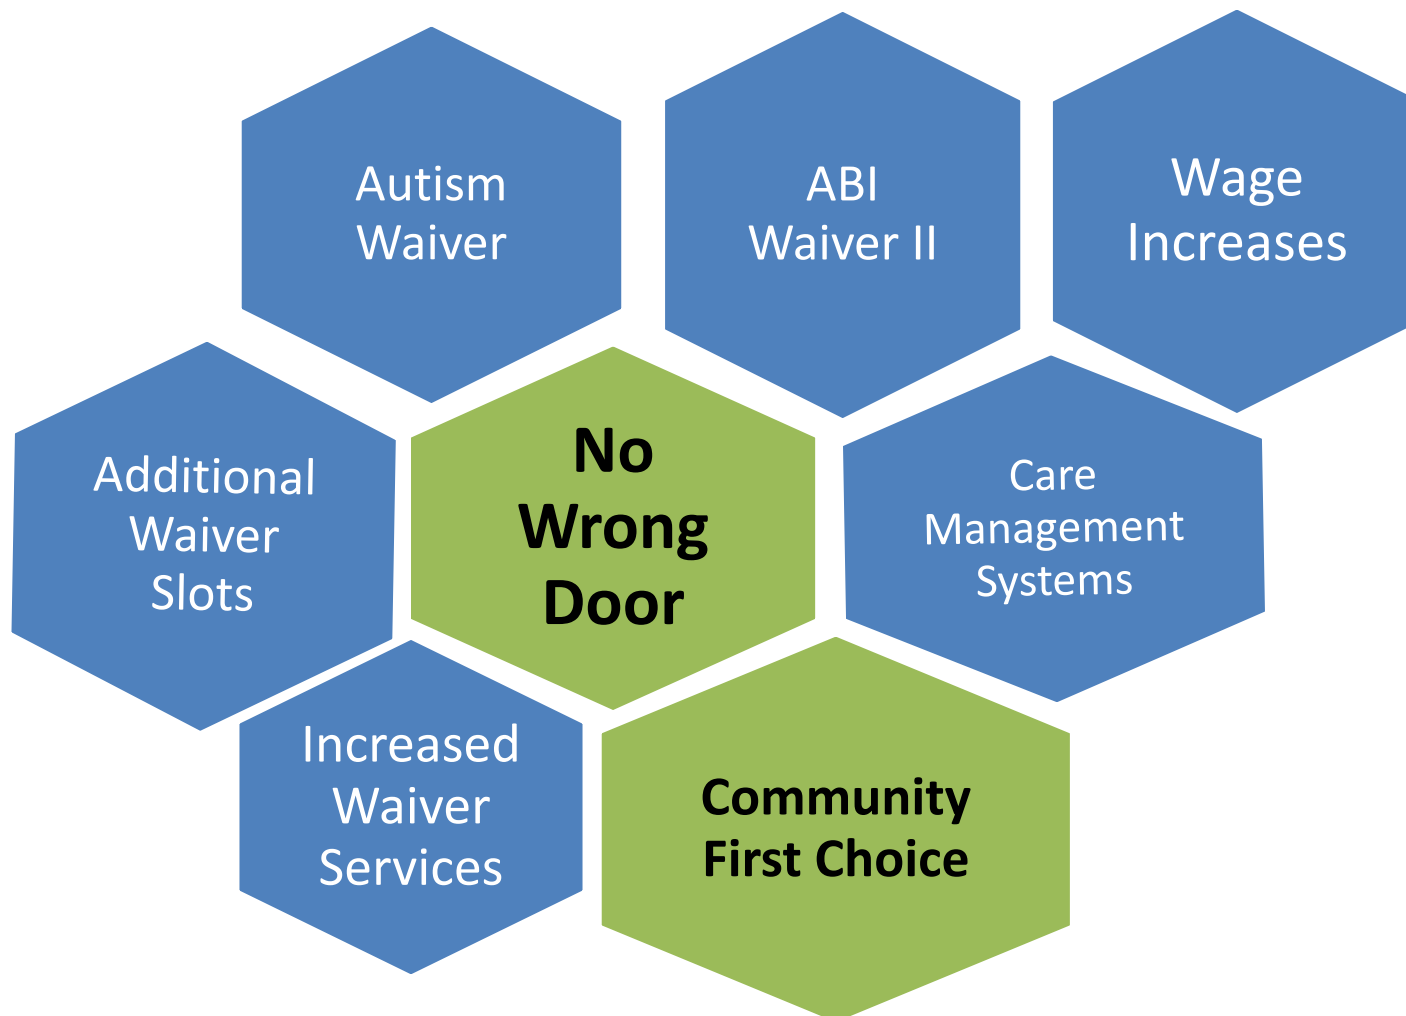 Autism
Waiver
ABI
Waiver II
Wage
Increases
Additional
Waiver
Slots
No
Wrong
Door
Care
Management
Systems
Increased
Waiver
Services
Community
First Choice